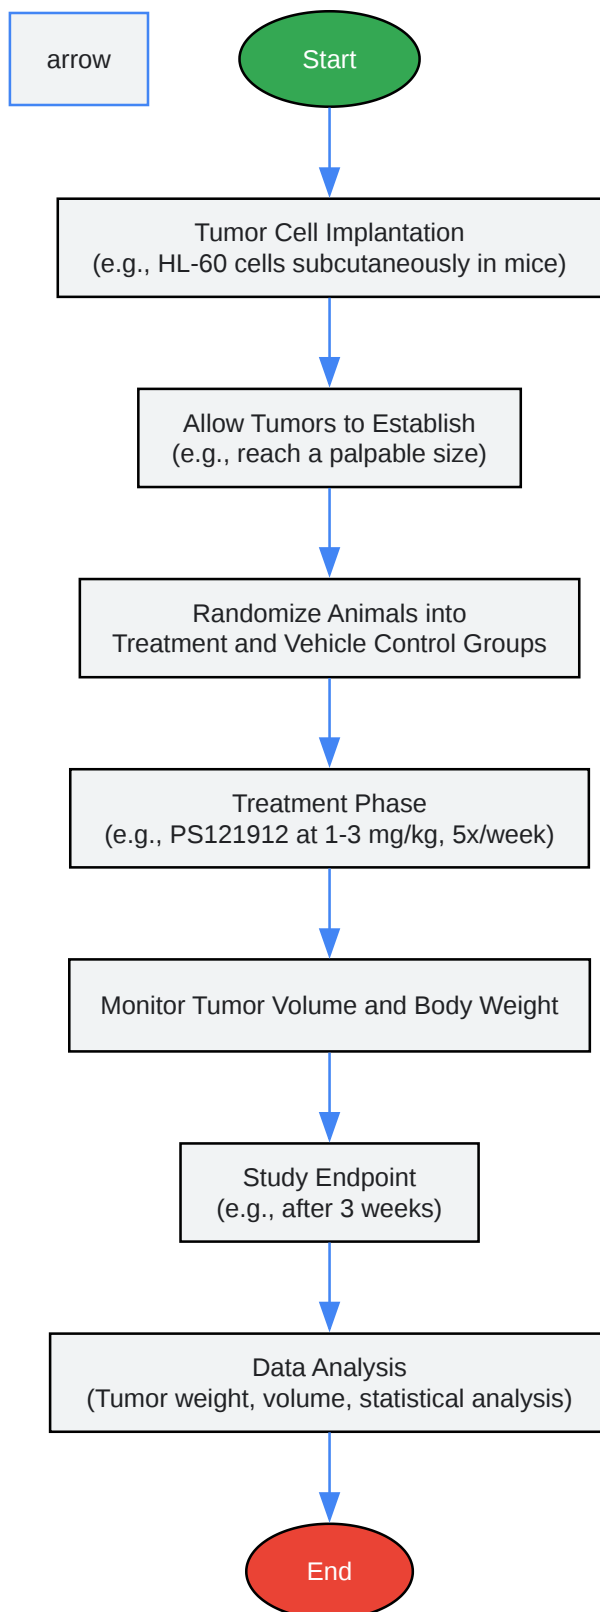 arrow
Start
Tumor Cell Implantation
(e.g., HL-60 cells subcutaneously in mice)
Allow Tumors to Establish
(e.g., reach a palpable size)
Randomize Animals into
Treatment and Vehicle Control Groups
Treatment Phase
(e.g., PS121912 at 1-3 mg/kg, 5x/week)
Monitor Tumor Volume and Body Weight
Study Endpoint
(e.g., after 3 weeks)
Data Analysis
(Tumor weight, volume, statistical analysis)
End